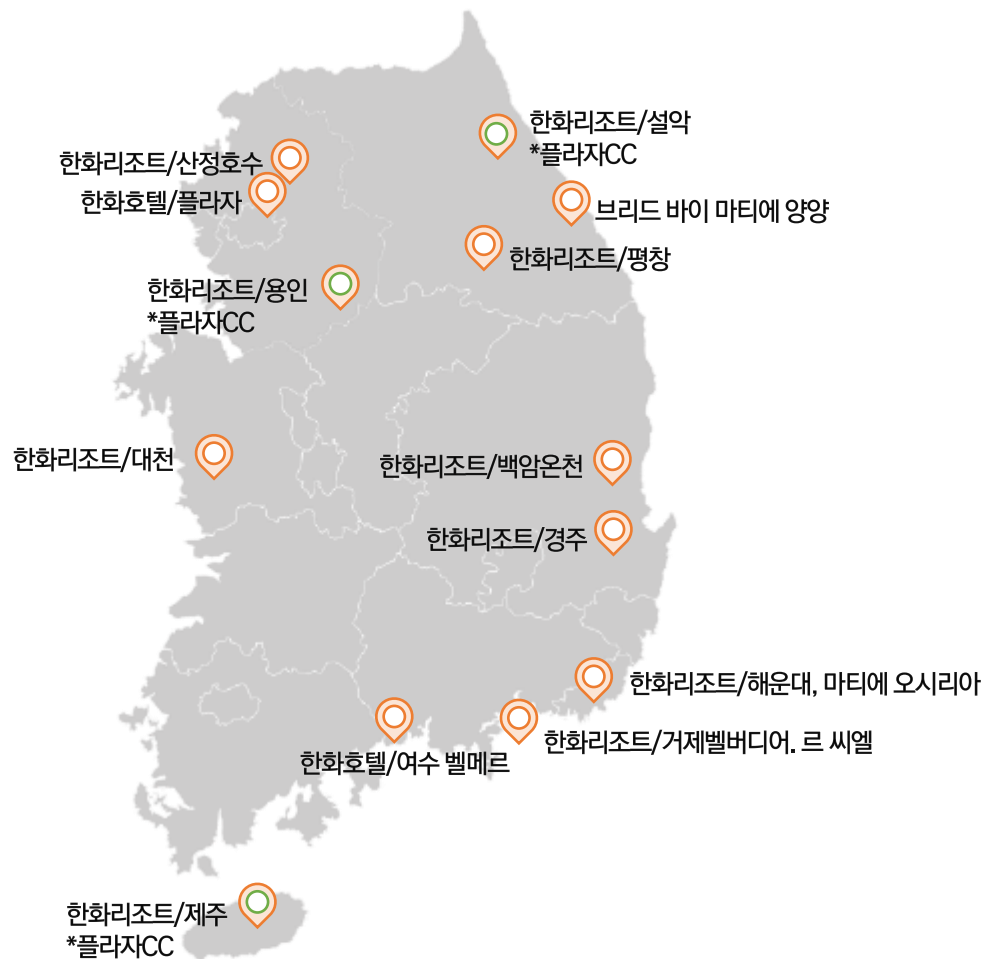 한화리조트/설악
*플라자CC
한화리조트/산정호수
한화호텔/플라자
브리드 바이 마티에 양양
한화리조트/평창
한화리조트/용인
*플라자CC
한화리조트/대천
한화리조트/백암온천
한화리조트/경주
한화리조트/해운대, 마티에 오시리아
한화리조트/거제벨버디어. 르 씨엘
한화호텔/여수 벨메르
한화리조트/제주
*플라자CC